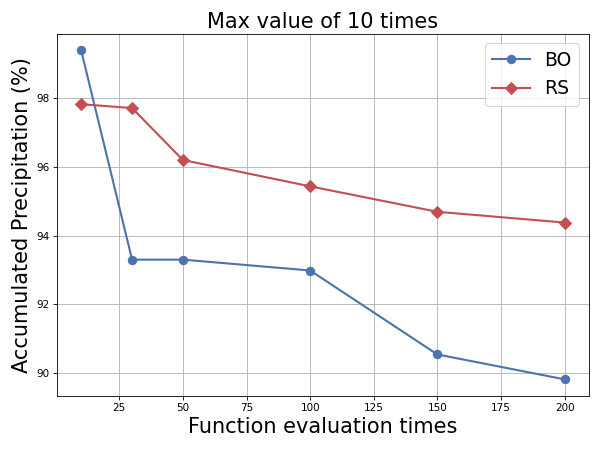 Max value of 10 times
Accumulated Precipitation (%)
98
96
94
92
90
BO
RS
25 50 75 100 125 150 175 200
Function evaluation times